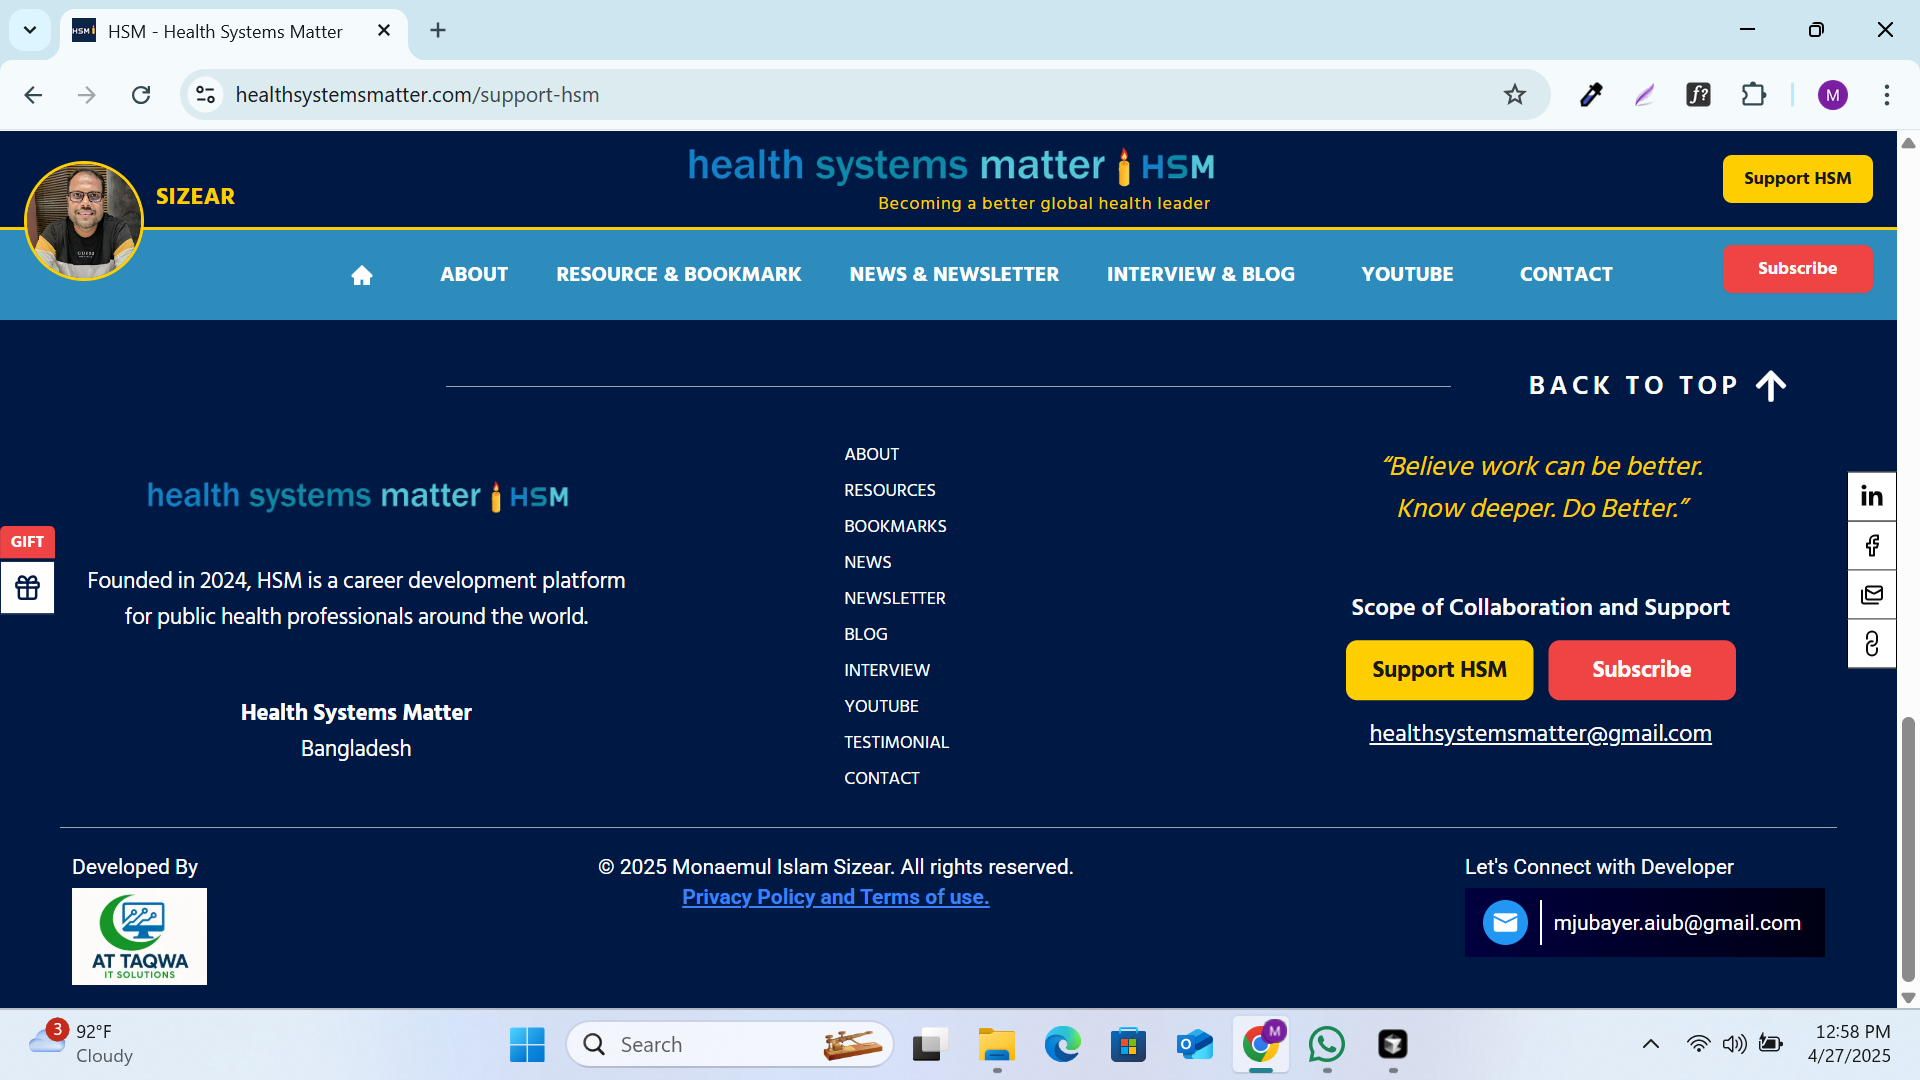 HSM - Health Systems Matter
healthsystemsmatter.com/support-hsm
M
SIZEAR
health systems matter HSM
Becoming a better global health leader
Support HSM
ABOUT
RESOURCE & BOOKMARK
NEWS & NEWSLETTER
INTERVIEW & BLOG
YOUTUBE
CONTACT
Subscribe
BACK TO TOP
health systems matter HSM
GIFT
Founded in 2024, HSM is a career development platform
for public health professionals around the world.
Health Systems Matter
Bangladesh
ABOUT
RESOURCES
BOOKMARKS
NEWS
NEWSLETTER
BLOG
INTERVIEW
YOUTUBE
TESTIMONIAL
CONTACT
“Believe work can be better.
Know deeper. Do Better.”
Scope of Collaboration and Support
Support HSM
Subscribe
healthsystemsmatter@gmail.com
in
Developed By
AT TAQWA
IT SOLUTIONS
© 2025 Monaemul Islam Sizear. All rights reserved.
Privacy Policy and Terms of use.
Let's Connect with Developer
mjubayer.aiub@gmail.com
3
92°F
Cloudy
Search
M
12:58 PM
4/27/2025